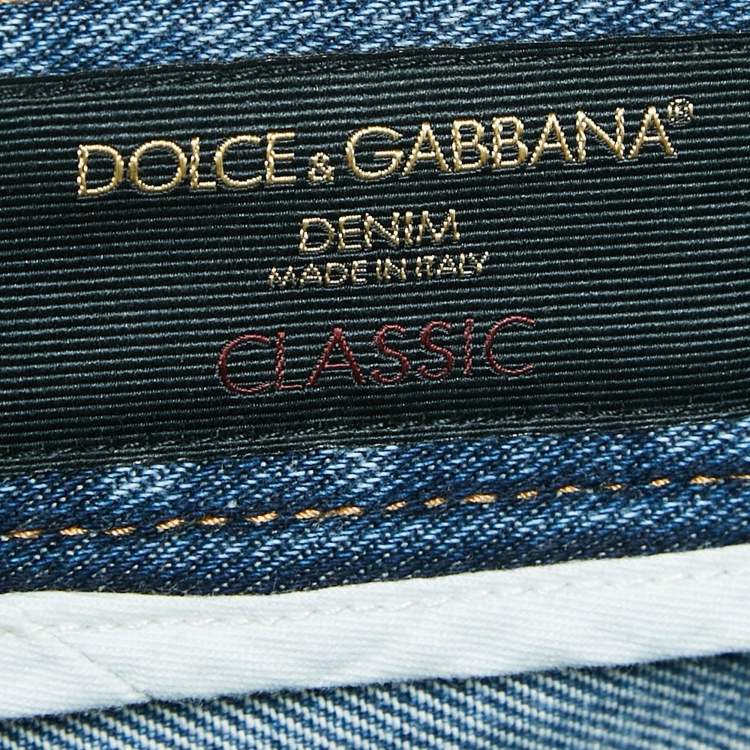 DOLCE & GABBANA®
DENIM
MADE IN ITALY
CLASSIC